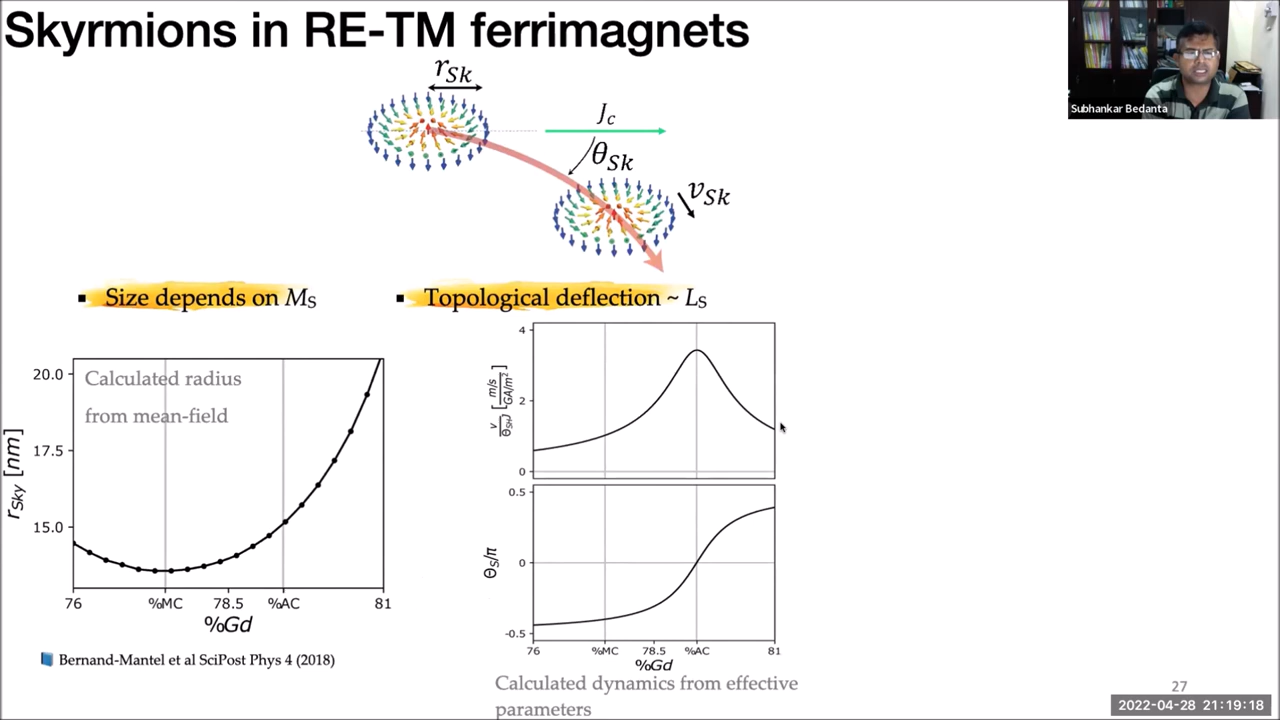 Skyrmions in RE-TM ferrimagnets
Subhankar Bedanta
r_Sk
J_c
θ_Sk
v_Sk
▪ Size depends on M_S
▪ Topological deflection ~ L_S
Calculated radius
from mean-field
r_Sky [nm]
20.0
17.5
15.0
76 %MC 78.5 %AC 81
%Gd
4
2
0
0.5
0
-0.5
Θ_S/π
76 %MC 78.5 %AC 81
%Gd
Bernand-Mantel et al SciPost Phys 4 (2018)
Calculated dynamics from effective
parameters
27
2022-04-28 21:19:18